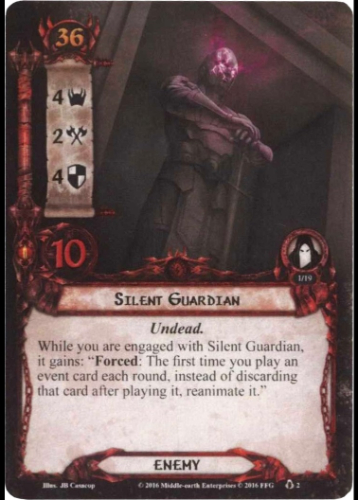 36
4
2
4
10
1/19
SILENT GUARDIAN
Undead.
While you are engaged with Silent Guardian,
it gains: “Forced: The first time you play an
event card each round, instead of discarding
that card after playing it, reanimate it.”
Illus. JB Casacop
© 2016 Middle-earth Enterprises © 2016 FFG
2
ENEMY